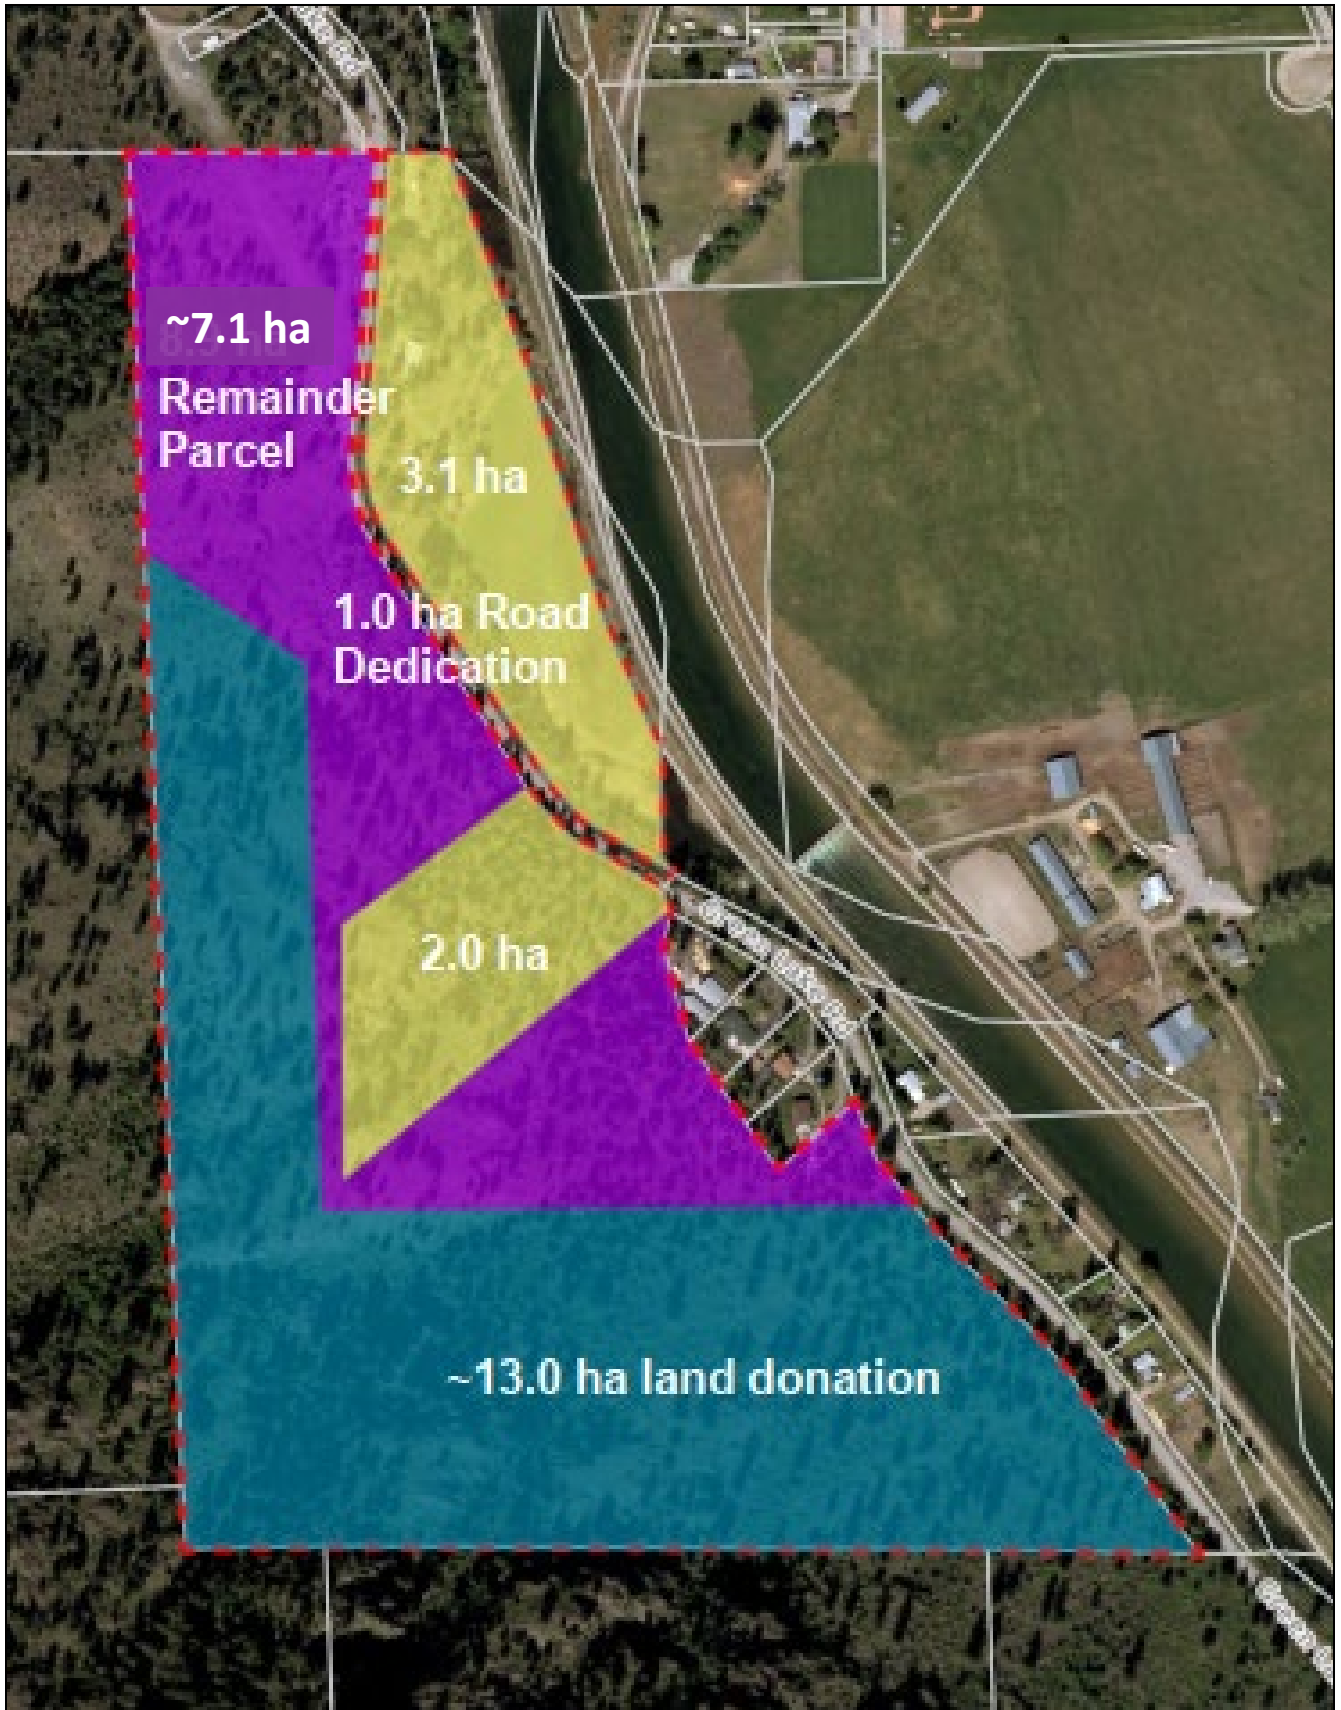 ~7.1 ha
Remainder
Parcel
3.1 ha
1.0 ha Road
Dedication
2.0 ha
~13.0 ha land donation